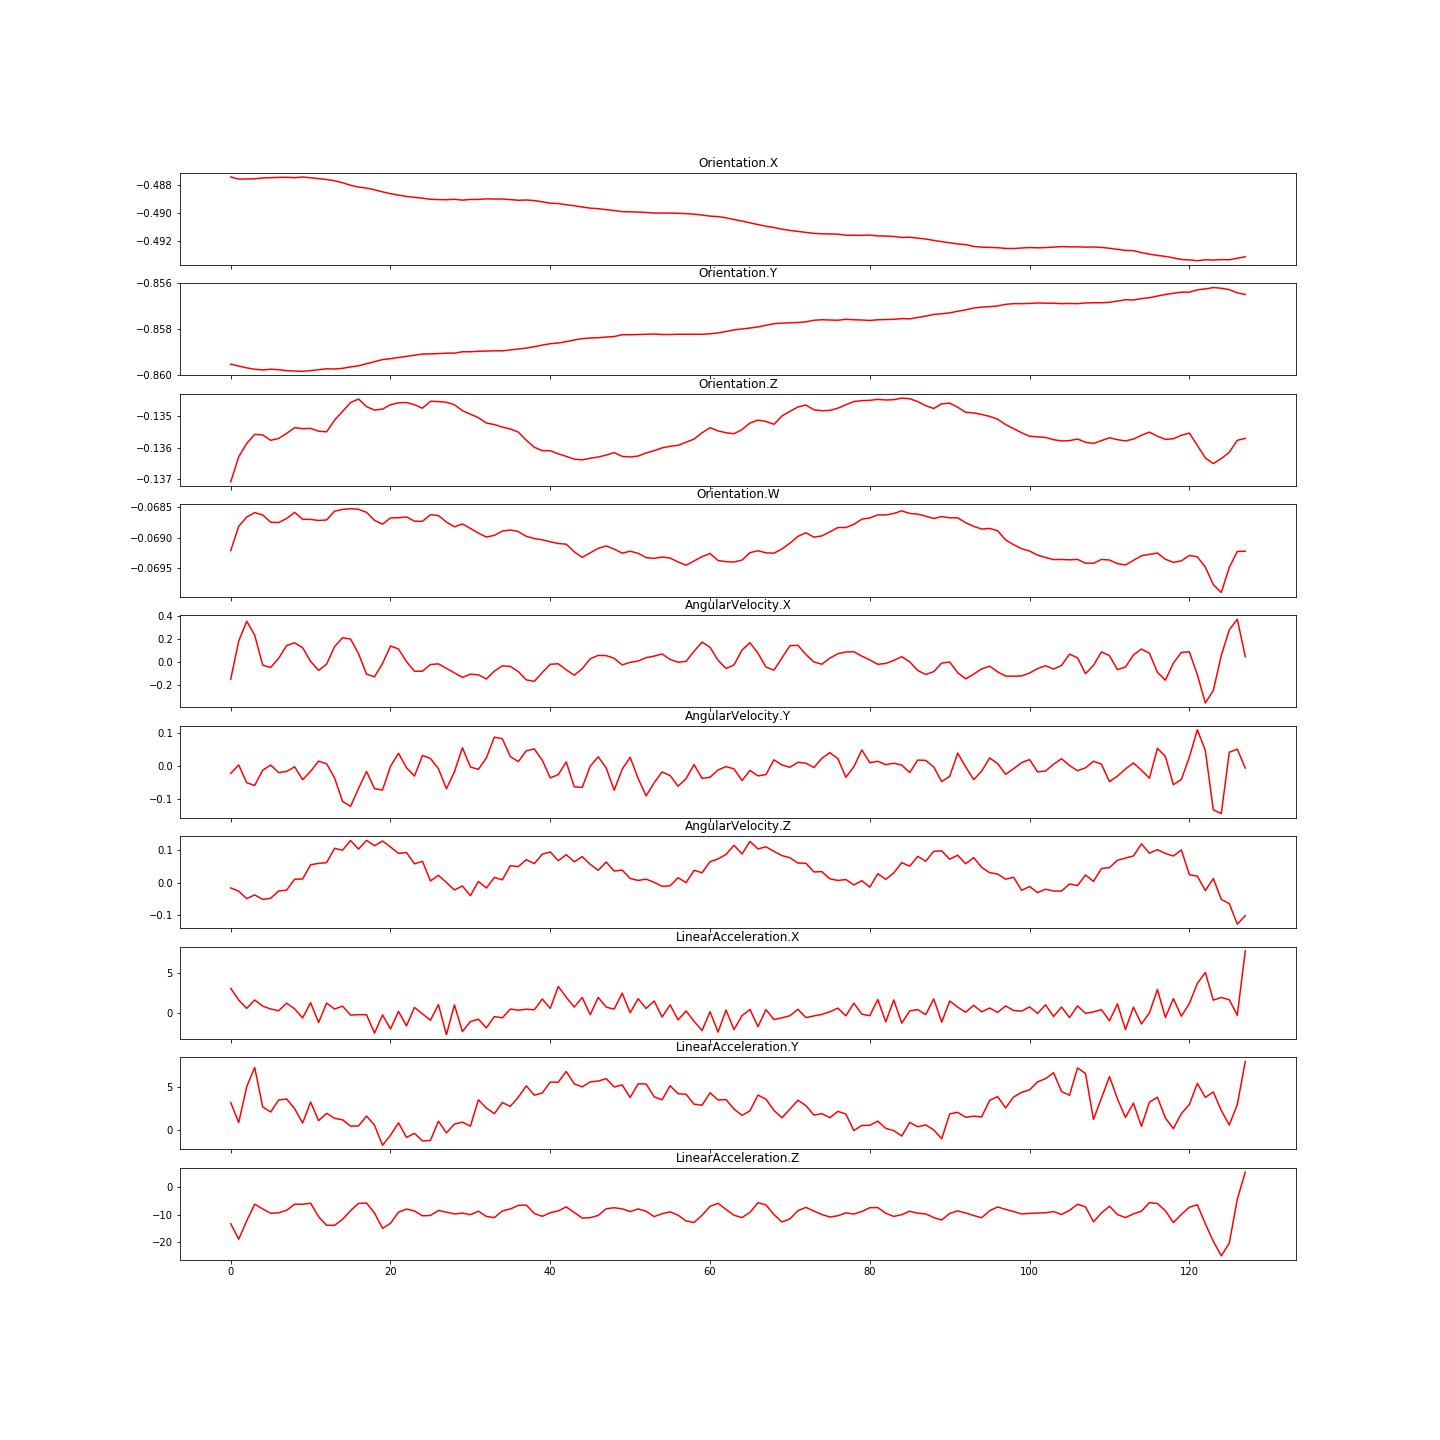 Orientation.X
−0.488
−0.490
−0.492
Orientation.Y
−0.856
−0.858
−0.860
Orientation.Z
−0.135
−0.136
−0.137
Orientation.W
−0.0685
−0.0690
−0.0695
AngularVelocity.X
0.4
0.2
0.0
−0.2
AngularVelocity.Y
0.1
0.0
−0.1
AngularVelocity.Z
0.1
0.0
−0.1
LinearAcceleration.X
5
0
LinearAcceleration.Y
5
0
LinearAcceleration.Z
0
−10
−20
0 20 40 60 80 100 120